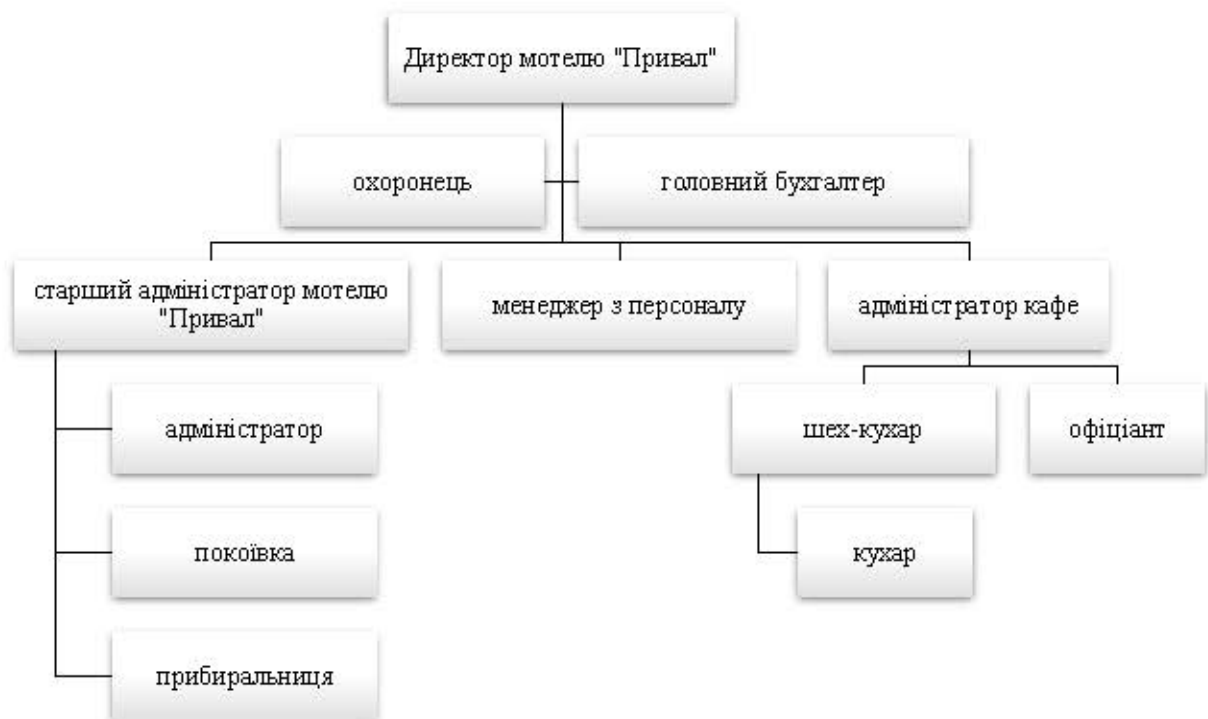 Директор мотелю "Привал"
охоронець
головний бухгалтер
старший адміністратор мотелю
"Привал"
менеджер з персоналу
адміністратор кафе
адміністратор
шех-кухар
офіціант
покоївка
кухар
прибиральниця